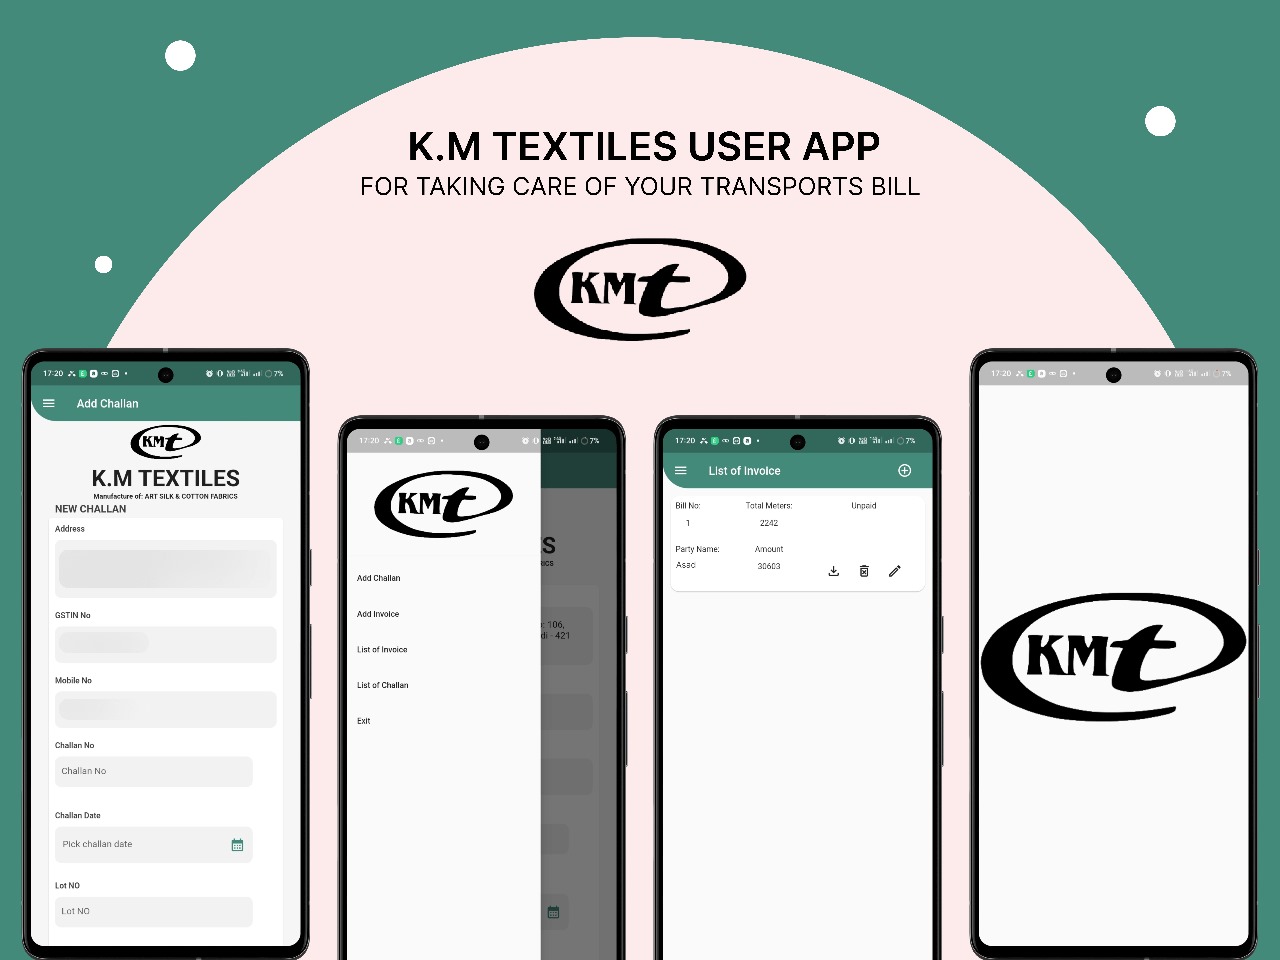 K.M TEXTILES USER APP
FOR TAKING CARE OF YOUR TRANSPORTS BILL
KMt
17:20
7%
Add Challan
KMt
K.M TEXTILES
Manufacture of: ART SILK & COTTON FABRICS
NEW CHALLAN
Address
GSTIN No
Mobile No
Challan No
Challan No
Challan Date
Pick challan date
Lot NO
Lot NO
17:20
7%
KMt
Add Challan
Add Invoice
List of Invoice
List of Challan
Exit
ES
RICS
: 106,
di - 421
17:20
7%
List of Invoice
Bill No: Total Meters: Unpaid
1 2242
Party Name: Amount
Asad 30603
17:20
7%
KMt